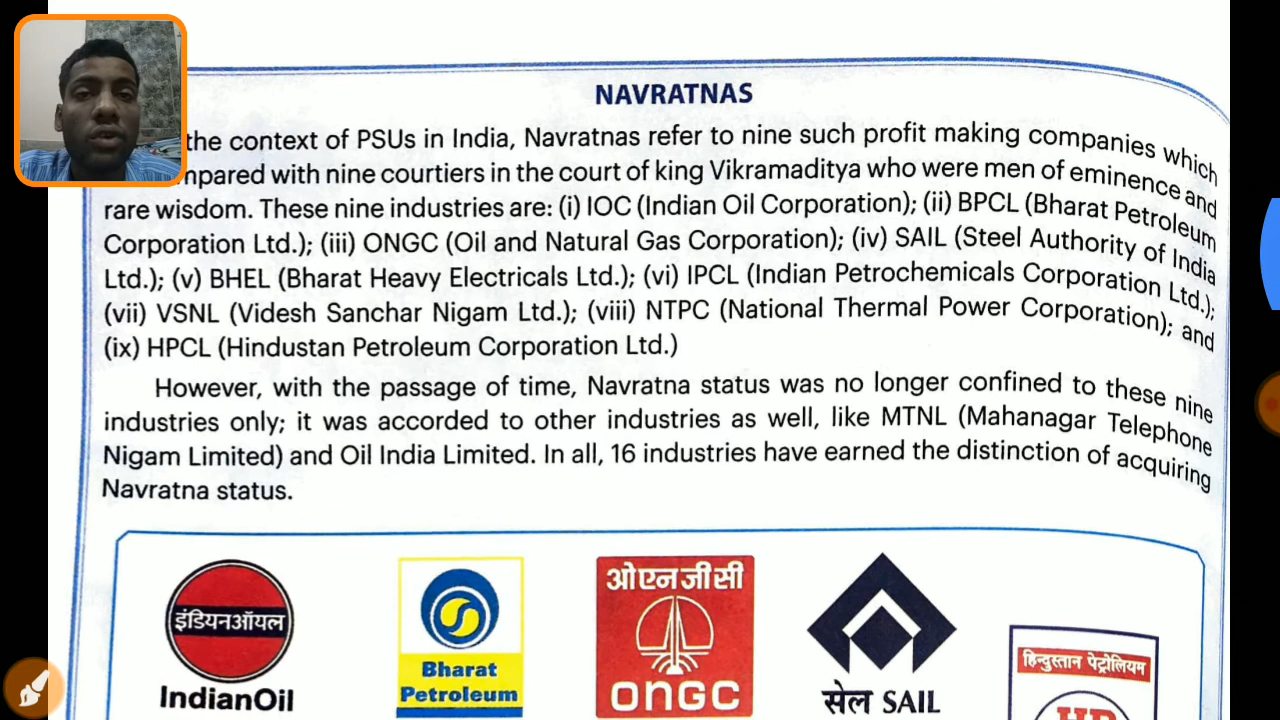 NAVRATNAS
the context of PSUs in India, Navratnas refer to nine such profit making companies which
mpared with nine courtiers in the court of king Vikramaditya who were men of eminence and
rare wisdom. These nine industries are: (i) IOC (Indian Oil Corporation); (ii) BPCL (Bharat Petroleum
Corporation Ltd.); (iii) ONGC (Oil and Natural Gas Corporation); (iv) SAIL (Steel Authority of India
Ltd.); (v) BHEL (Bharat Heavy Electricals Ltd.); (vi) IPCL (Indian Petrochemicals Corporation Ltd.);
(vii) VSNL (Videsh Sanchar Nigam Ltd.); (viii) NTPC (National Thermal Power Corporation); and
(ix) HPCL (Hindustan Petroleum Corporation Ltd.)
However, with the passage of time, Navratna status was no longer confined to these nine
industries only; it was accorded to other industries as well, like MTNL (Mahanagar Telephone
Nigam Limited) and Oil India Limited. In all, 16 industries have earned the distinction of acquiring
Navratna status.
इंडियनऑयल
IndianOil
Bharat
Petroleum
ओएनजीसी
ONGC
सेल SAIL
हिन्दुस्तान पेट्रोलियम
HP